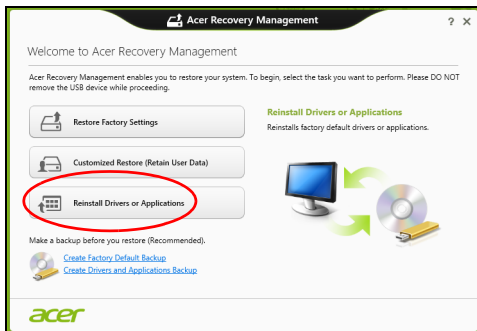 Acer Recovery Management
? X
Welcome to Acer Recovery Management
Acer Recovery Management enables you to restore your system. To begin, select the task you want to perform. Please DO NOT
remove the USB device while proceeding.
Restore Factory Settings
Customized Restore (Retain User Data)
Reinstall Drivers or Applications
Reinstall Drivers or Applications
Reinstalls factory default drivers or applications.
Make a backup before you restore (Recommended).
Create Factory Default Backup
Create Drivers and Applications Backup
acer